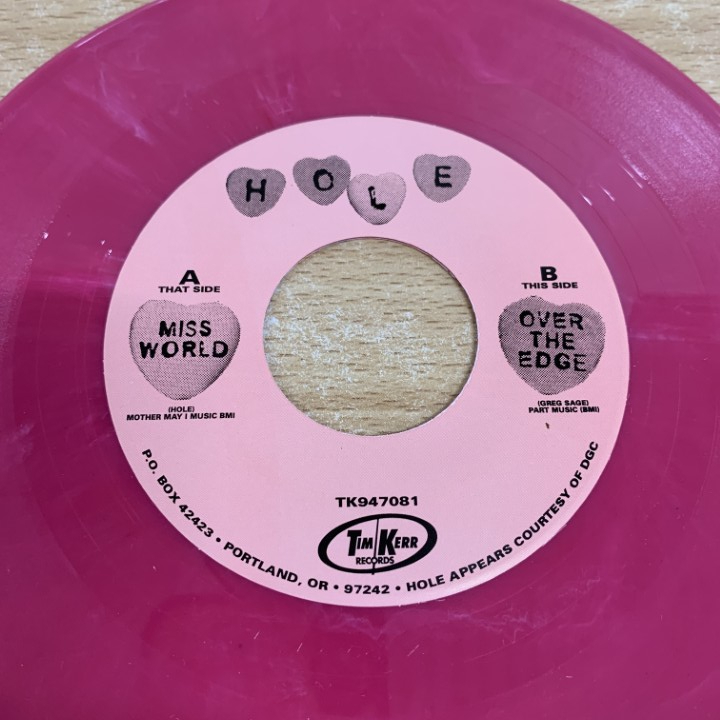 HOLE
A
THAT SIDE
MISS
WORLD
(HOLE)
MOTHER MAY I MUSIC BMI
B
THIS SIDE
OVER
THE
EDGE
(GREG SAGE)
PART MUSIC (BMI)
TK947081
TIM/KERR
RECORDS
P.O. BOX 42423 • PORTLAND, OR • 97242 • HOLE APPEARS COURTESY OF DGC